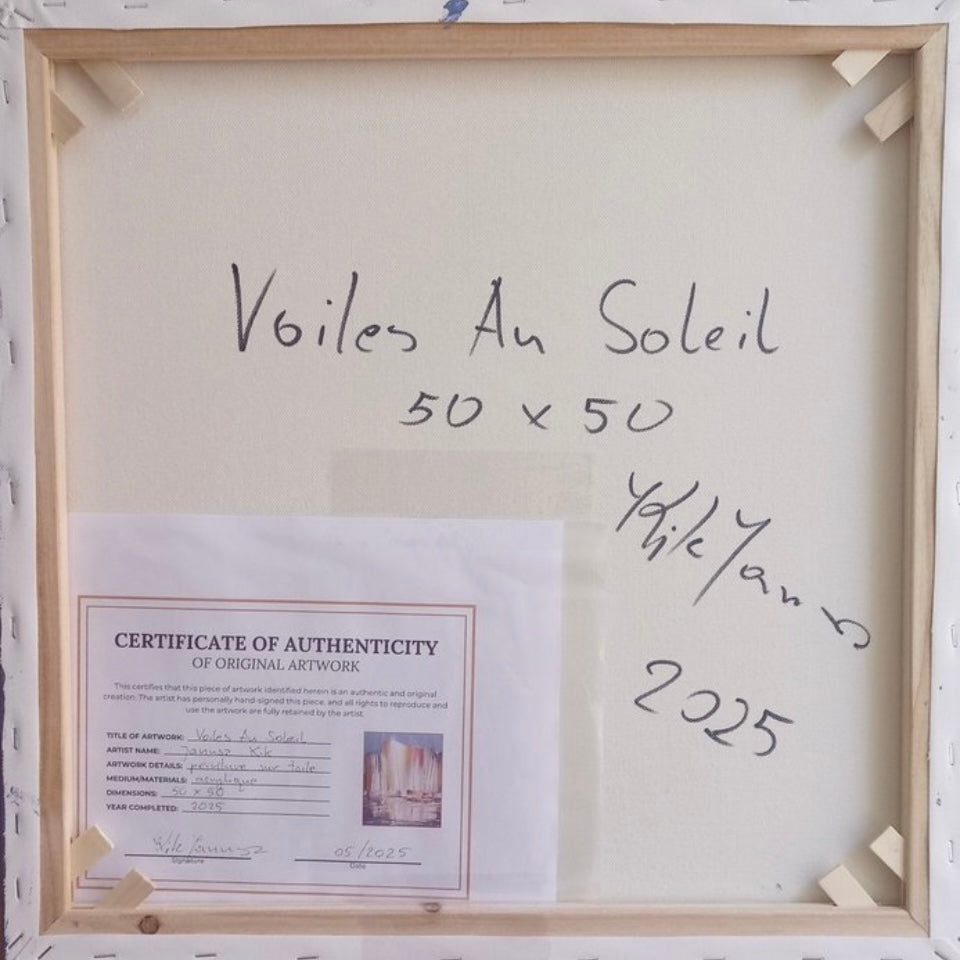 Voiles Au Soleil
50 x 50
Kik Janusz
2025
CERTIFICATE OF AUTHENTICITY
OF ORIGINAL ARTWORK
This certifies that this piece of artwork identified herein is an authentic and original
creation. The artist has personally hand-signed this piece, and all rights to reproduce and
use the artwork are fully retained by the artist.
TITLE OF ARTWORK: Voiles Au Soleil
ARTIST NAME: Janusz Kik
ARTWORK DETAILS: peinture sur toile
MEDIUM/MATERIALS: acrylique
DIMENSIONS: 50 x 50
YEAR COMPLETED: 2025
Kik Janusz 05/2025
Signature Date